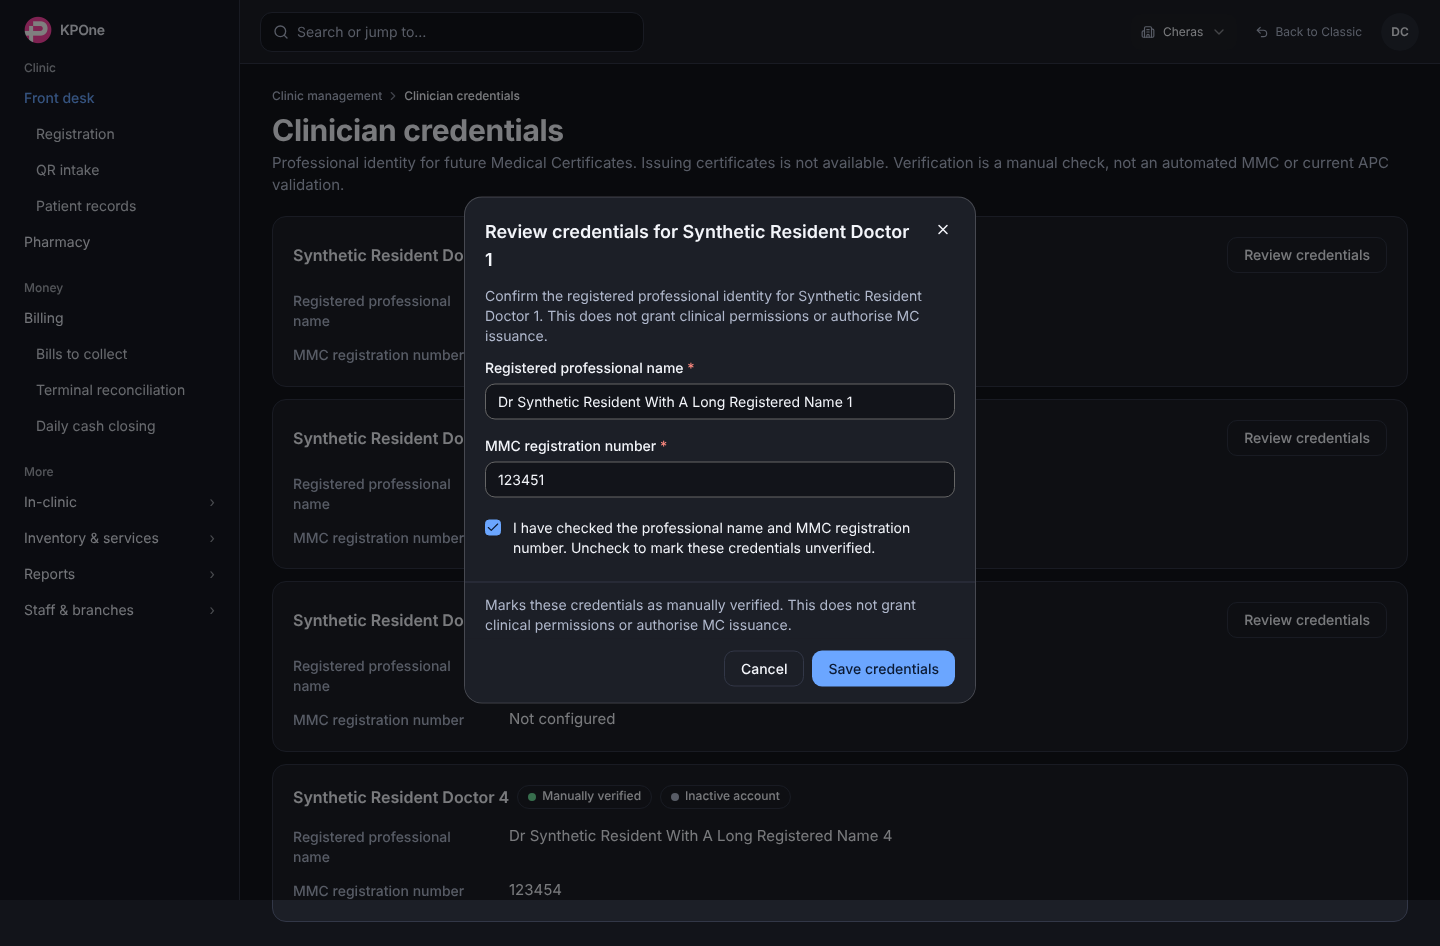 KPOne
Search or jump to...
Cheras
Back to Classic
DC
Clinic
Front desk
Registration
QR intake
Patient records
Pharmacy
Money
Billing
Bills to collect
Terminal reconciliation
Daily cash closing
More
In-clinic
Inventory & services
Reports
Staff & branches
Clinic management > Clinician credentials
Clinician credentials
Professional identity for future Medical Certificates. Issuing certificates is not available. Verification is a manual check, not an automated MMC or current APC
validation.
Synthetic Resident Do
Review credentials
Registered professional
name
MMC registration number
Synthetic Resident Do
Review credentials
Registered professional
name
MMC registration number
Synthetic Resident Do
Review credentials
Registered professional
name
MMC registration number
Not configured
Synthetic Resident Doctor 4
Manually verified
Inactive account
Registered professional
name
Dr Synthetic Resident With A Long Registered Name 4
MMC registration number
123454
Review credentials for Synthetic Resident Doctor
1
Confirm the registered professional identity for Synthetic Resident
Doctor 1. This does not grant clinical permissions or authorise MC
issuance.
Registered professional name *
Dr Synthetic Resident With A Long Registered Name 1
MMC registration number *
123451
I have checked the professional name and MMC registration
number. Uncheck to mark these credentials unverified.
Marks these credentials as manually verified. This does not grant
clinical permissions or authorise MC issuance.
Cancel
Save credentials